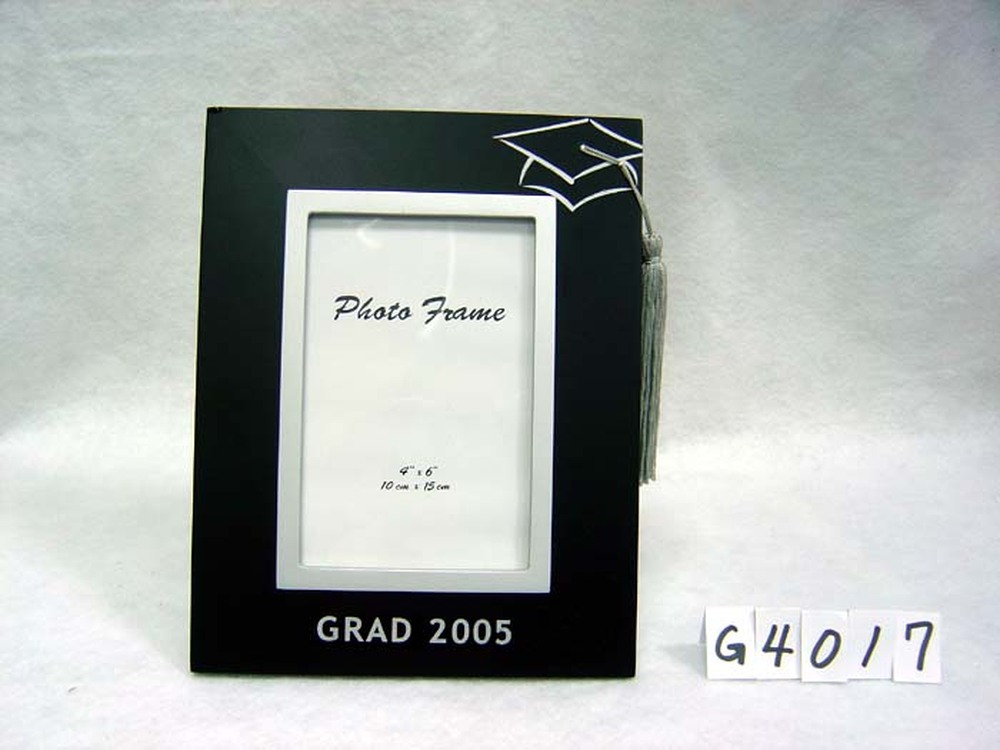 Photo Frame
4" x 6"
10 cm x 15 cm
GRAD 2005
G4017